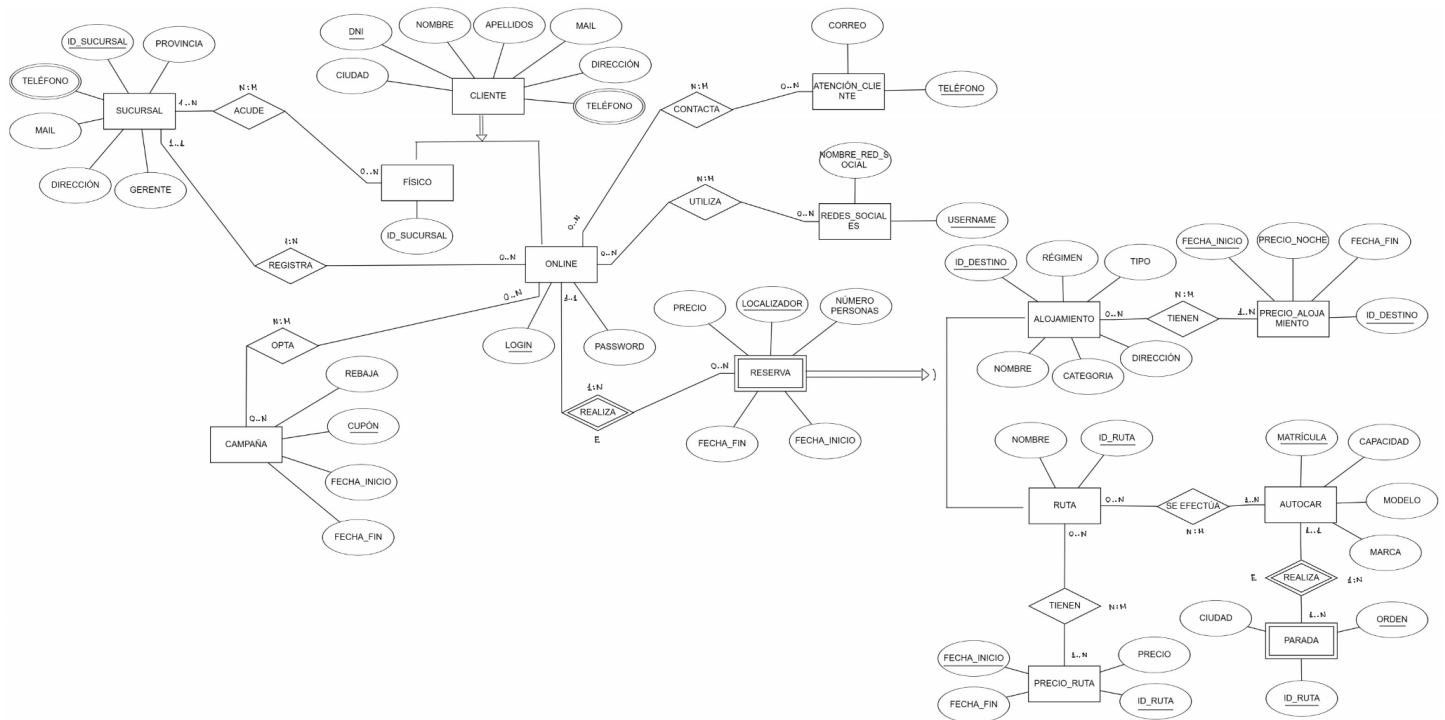 ID_SUCURSAL
PROVINCIA
TELÉFONO
SUCURSAL
MAIL
DIRECCIÓN
GERENTE
1..N
N:M
ACUDE
0..N
1..1
DNI
NOMBRE
APELLIDOS
MAIL
CIUDAD
CLIENTE
DIRECCIÓN
TELÉFONO
FÍSICO
ID_SUCURSAL
1:N
REGISTRA
0..N
ONLINE
LOGIN
PASSWORD
0..N
N:M
CONTACTA
0..N
CORREO
ATENCIÓN_CLIE
NTE
TELÉFONO
0..N
N:M
UTILIZA
0..N
NOMBRE_RED_S
OCIAL
REDES_SOCIAL
ES
USERNAME
0..N
N:M
OPTA
0..N
CAMPAÑA
REBAJA
CUPÓN
FECHA_INICIO
FECHA_FIN
1..1
1:N
REALIZA
E
0..N
PRECIO
LOCALIZADOR
NÚMERO
PERSONAS
RESERVA
FECHA_FIN
FECHA_INICIO
)
ID_DESTINO
RÉGIMEN
TIPO
ALOJAMIENTO
NOMBRE
CATEGORIA
DIRECCIÓN
0..N
N:M
TIENEN
1..N
FECHA_INICIO
PRECIO_NOCHE
FECHA_FIN
PRECIO_ALOJA
MIENTO
ID_DESTINO
NOMBRE
ID_RUTA
RUTA
0..N
SE EFECTÚA
N:M
1..N
MATRÍCULA
CAPACIDAD
AUTOCAR
MODELO
MARCA
1..1
E
REALIZA
1:N
1..N
CIUDAD
ORDEN
PARADA
ID_RUTA
0..N
TIENEN
N:M
1..N
FECHA_INICIO
PRECIO
PRECIO_RUTA
FECHA_FIN
ID_RUTA